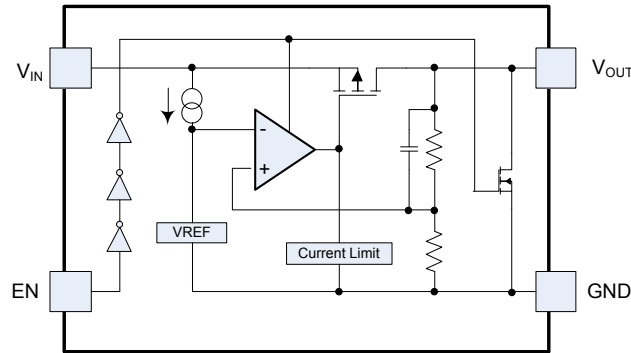 VIN
VOUT
-
+
VREF
Current Limit
EN
GND